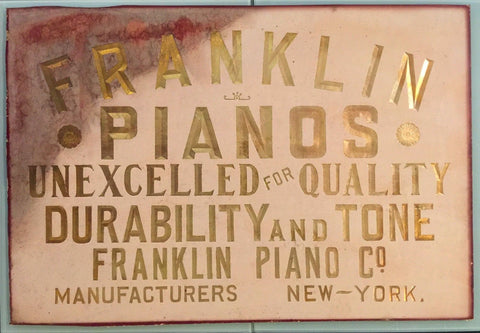 FRANKLIN
PIANOS
UNEXCELLED FOR QUALITY
DURABILITY AND TONE
FRANKLIN PIANO Co
MANUFACTURERS NEW-YORK.